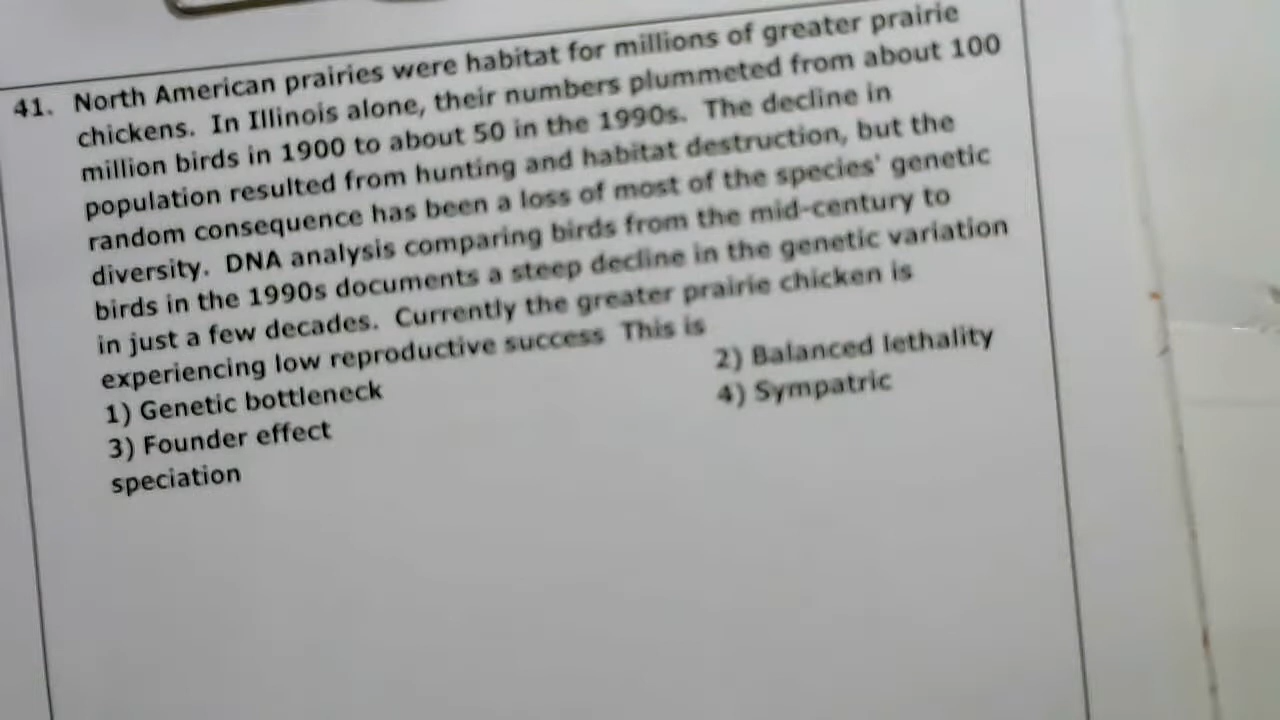 41. North American prairies were habitat for millions of greater prairie
chickens. In Illinois alone, their numbers plummeted from about 100
million birds in 1900 to about 50 in the 1990s. The decline in
population resulted from hunting and habitat destruction, but the
random consequence has been a loss of most of the species' genetic
diversity. DNA analysis comparing birds from the mid-century to
birds in the 1990s documents a steep decline in the genetic variation
in just a few decades. Currently the greater prairie chicken is
experiencing low reproductive success This is
1) Genetic bottleneck 2) Balanced lethality
3) Founder effect 4) Sympatric
speciation